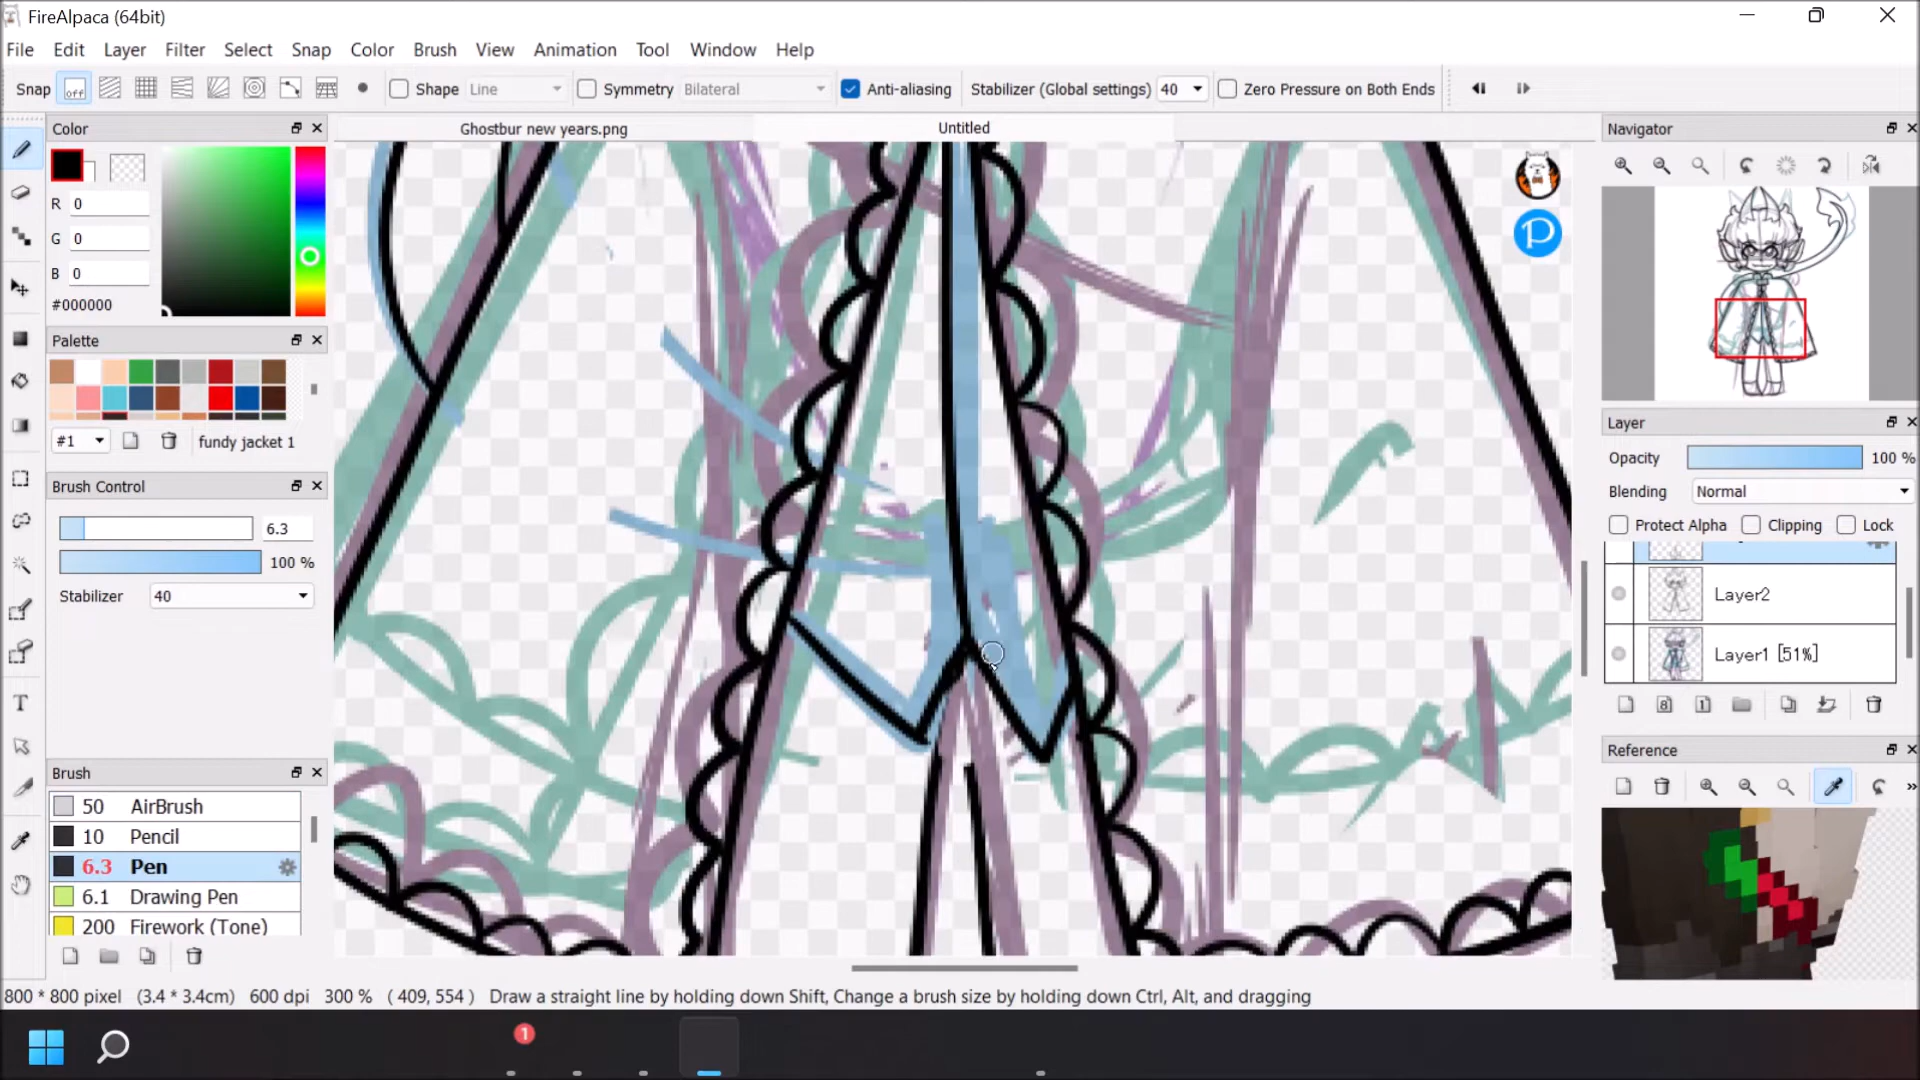 FireAlpaca (64bit)
File Edit Layer Filter Select Snap Color Brush View Animation Tool Window Help
Snap off Shape Line Symmetry Bilateral Anti-aliasing Stabilizer (Global settings) 40 Zero Pressure on Both Ends
Color
R 0
G 0
B 0
#000000
Palette
#1 fundy jacket 1
Brush Control
6.3
100 %
Stabilizer 40
Brush
50 AirBrush
10 Pencil
6.3 Pen
6.1 Drawing Pen
200 Firework (Tone)
T
Ghostbur new years.png Untitled
P
Navigator
Layer
Opacity 100 %
Blending Normal
Protect Alpha Clipping Lock
Layer2
Layer1 [51%]
8 1
Reference
»
800 * 800 pixel (3.4 * 3.4cm) 600 dpi 300 % ( 409, 554 ) Draw a straight line by holding down Shift, Change a brush size by holding down Ctrl, Alt, and dragging
1